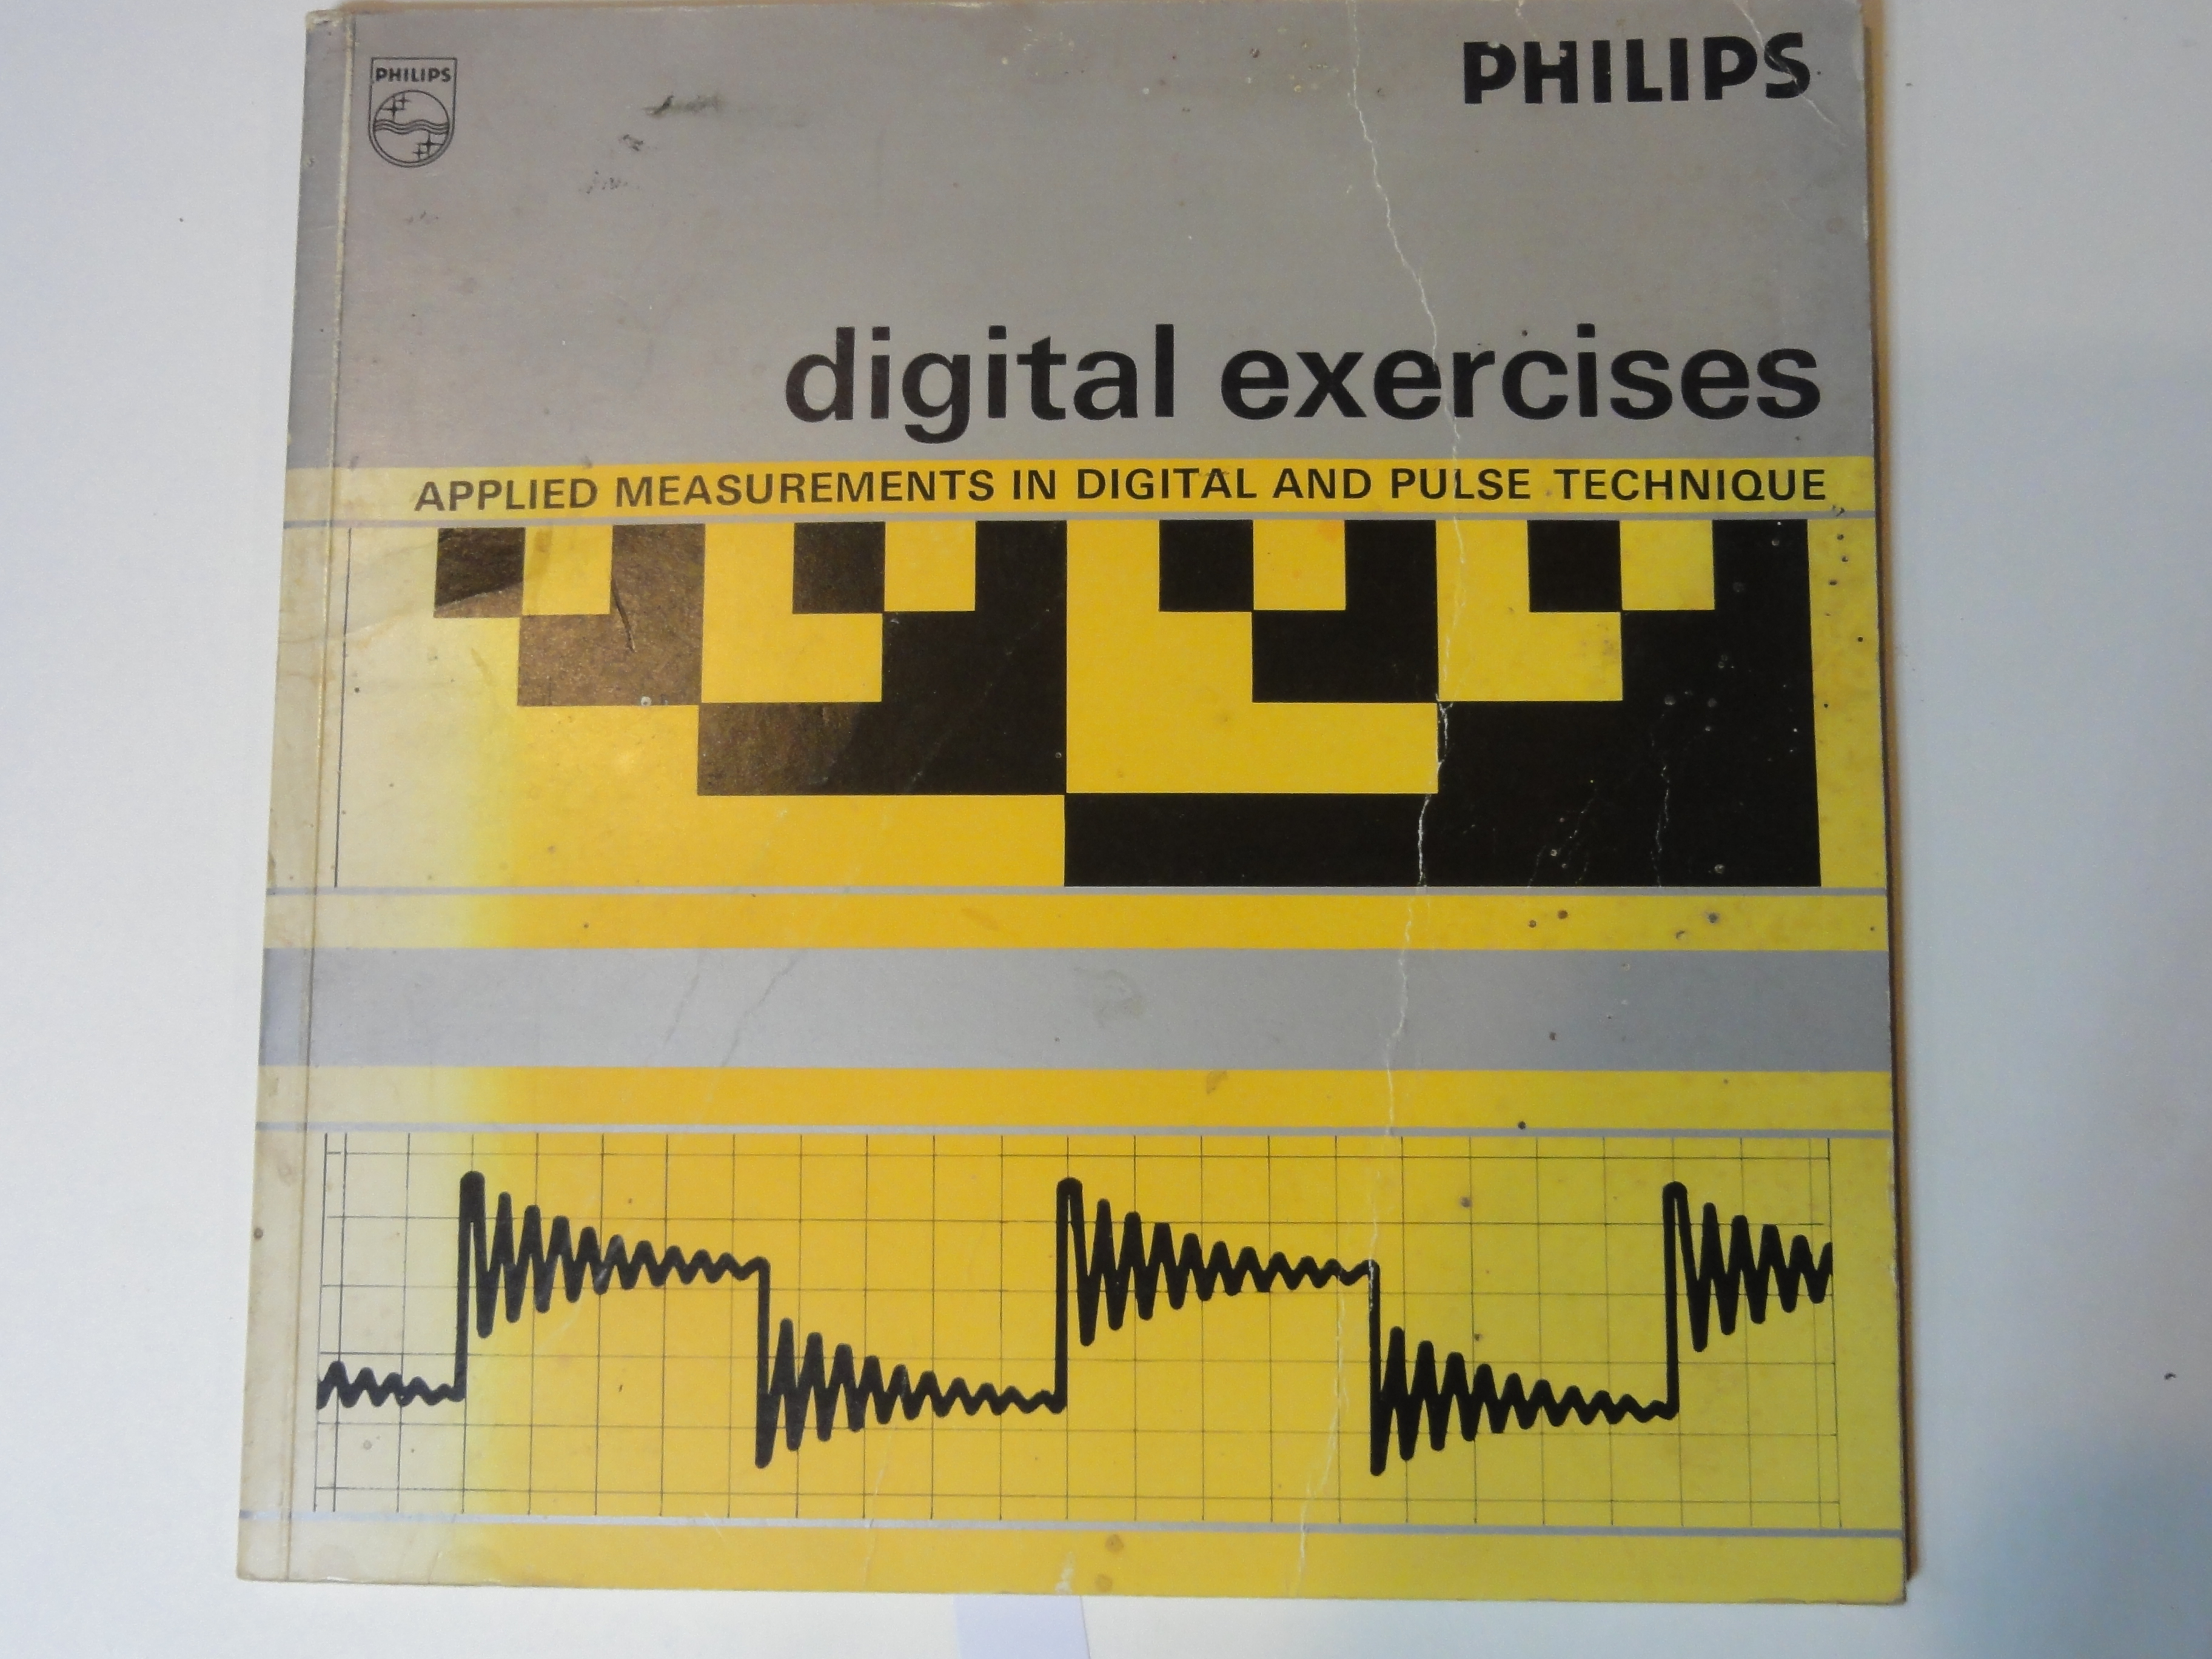 PHILIPS
PHILIPS
digital exercises
APPLIED MEASUREMENTS IN DIGITAL AND PULSE TECHNIQUE